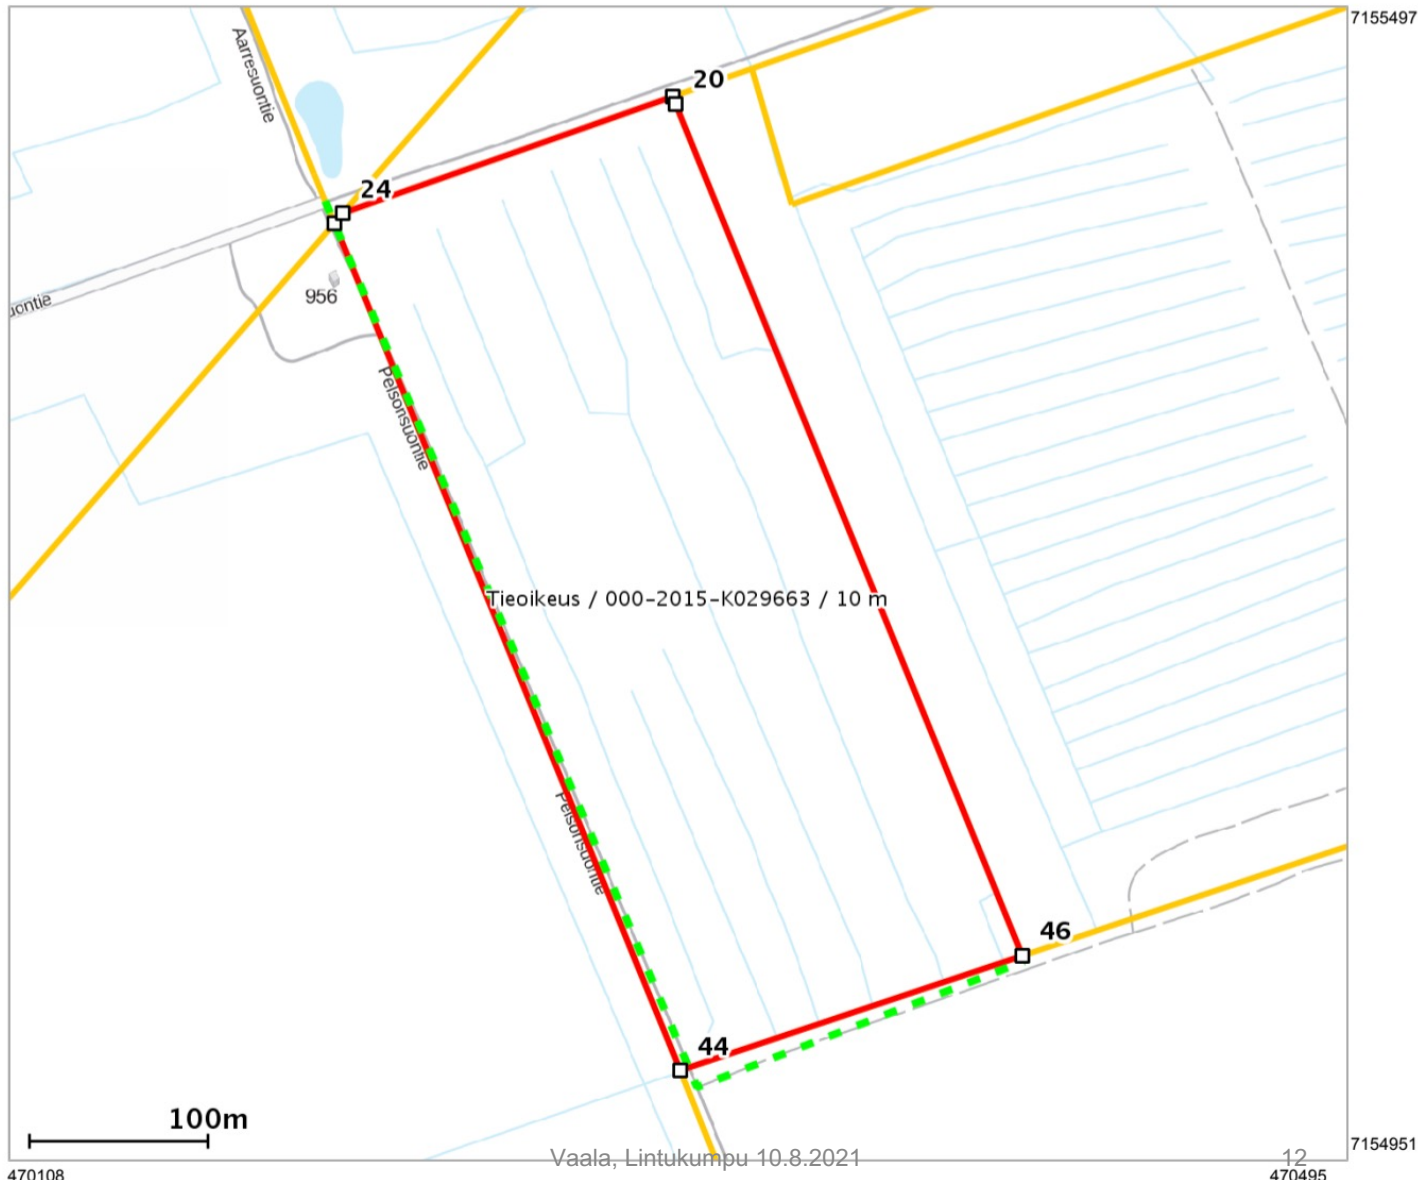 7155497
Aarresuontie
20
24
956
uontie
Pelsonsuontie
Tieoikeus / 000-2015-K029663 / 10 m
Pelsonsuontie
46
44
100m
7154951
Vaala, Lintukumpu 10.8.2021
12
470108
470495